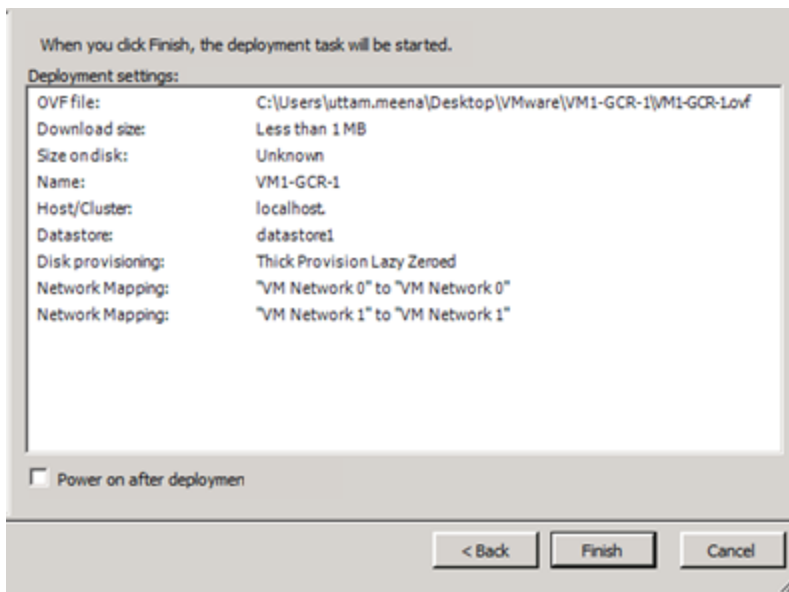 When you click Finish, the deployment task will be started.
Deployment settings:
OVF file: C:\Users\uttam.meena\Desktop\VMware\VM1-GCR-1\VM1-GCR-1.ovf
Download size: Less than 1 MB
Size on disk: Unknown
Name: VM1-GCR-1
Host/Cluster: localhost.
Datastore: datastore1
Disk provisioning: Thick Provision Lazy Zeroed
Network Mapping: "VM Network 0" to "VM Network 0"
Network Mapping: "VM Network 1" to "VM Network 1"
Power on after deploymen
< Back Finish Cancel